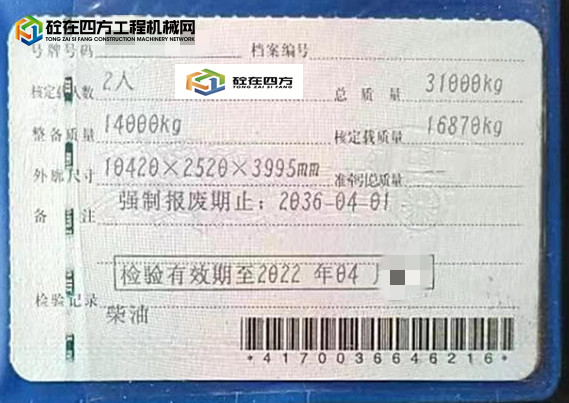 砼在四方工程机械网
TONG ZAI SI FANG CONSTRUCTION MACHINERY NETWORK
号牌号码 档案编号
砼在四方
TONG ZAI SI FANG
核定载人数 2人 总质量 31000kg
整备质量 14000kg 核定载质量 16870kg
外廓尺寸 10420×2520×3995mm 准牵引总质量 --
备注 强制报废期止：2036-04-01
检验有效期至2022 年04 月
检验记录
柴油
*4170036646216*